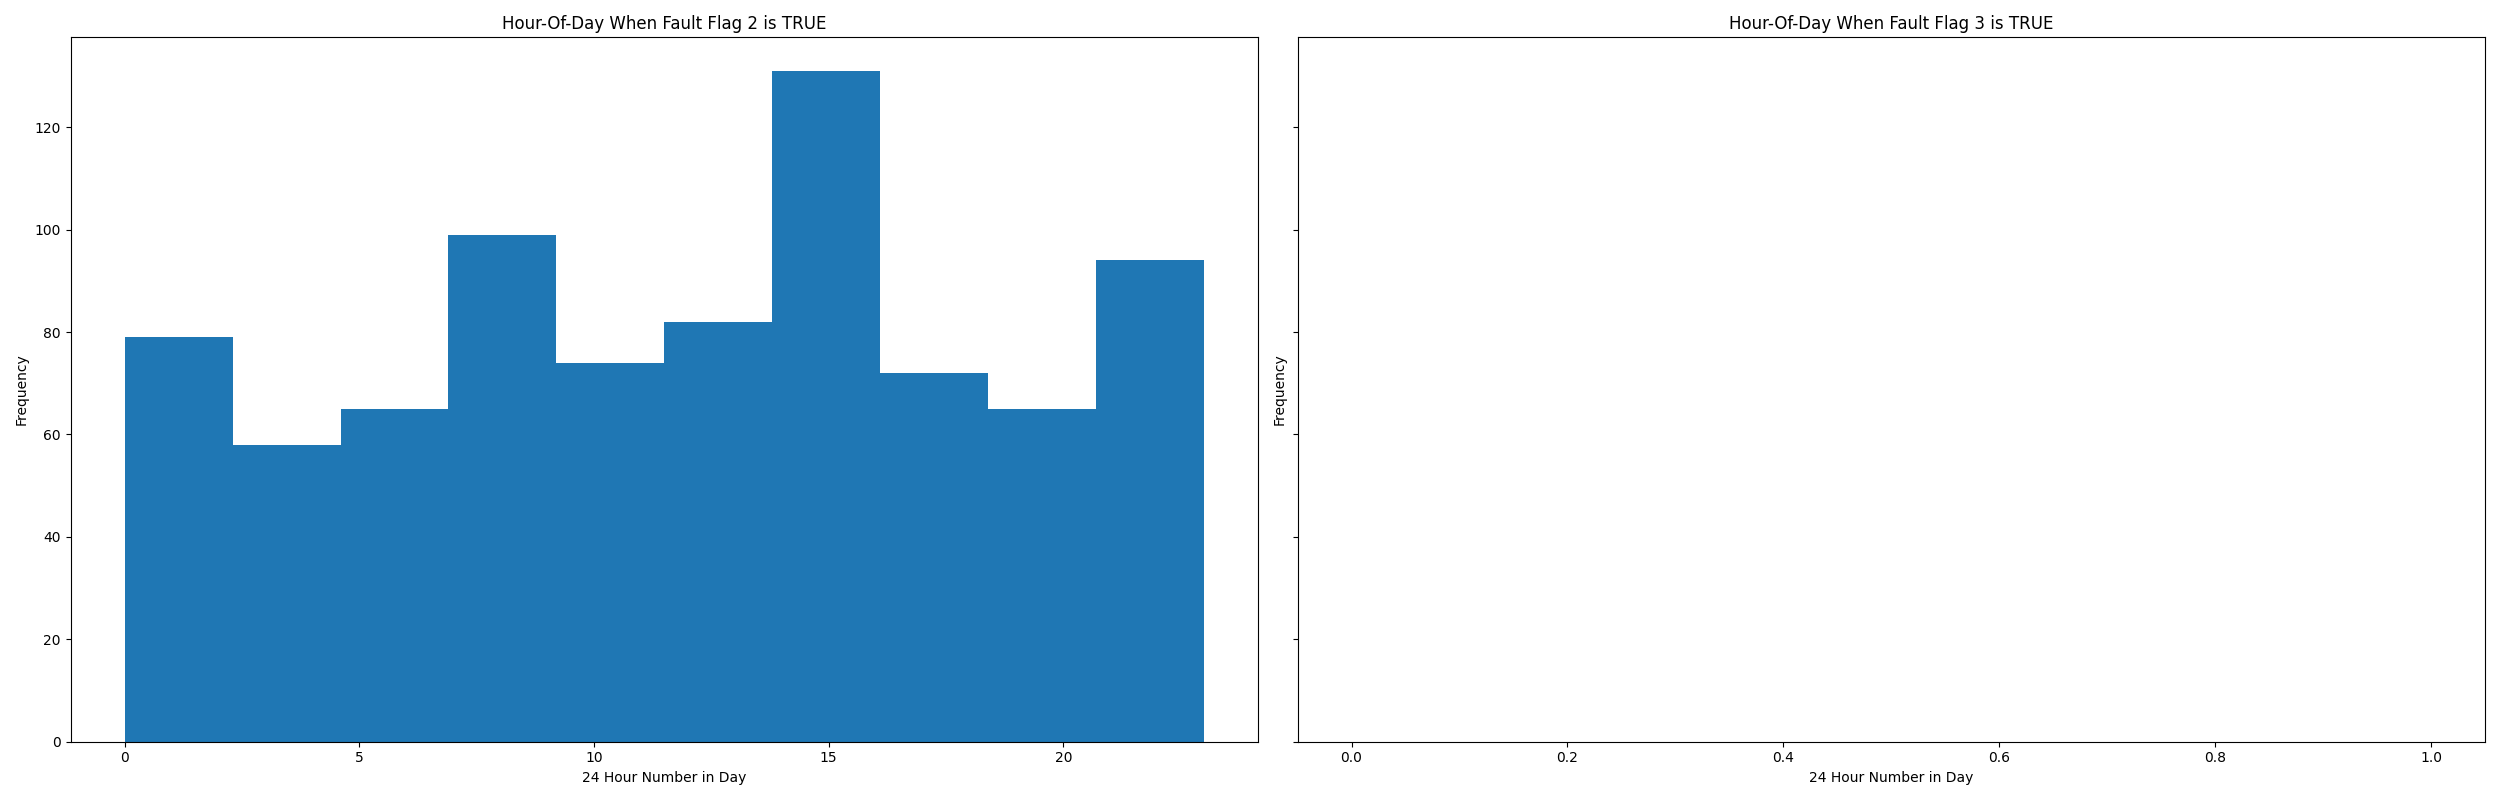 Hour-Of-Day When Fault Flag 2 is TRUE
Frequency
120
100
80
60
40
20
0
0 5 10 15 20
24 Hour Number in Day
Hour-Of-Day When Fault Flag 3 is TRUE
Frequency
0.0 0.2 0.4 0.6 0.8 1.0
24 Hour Number in Day